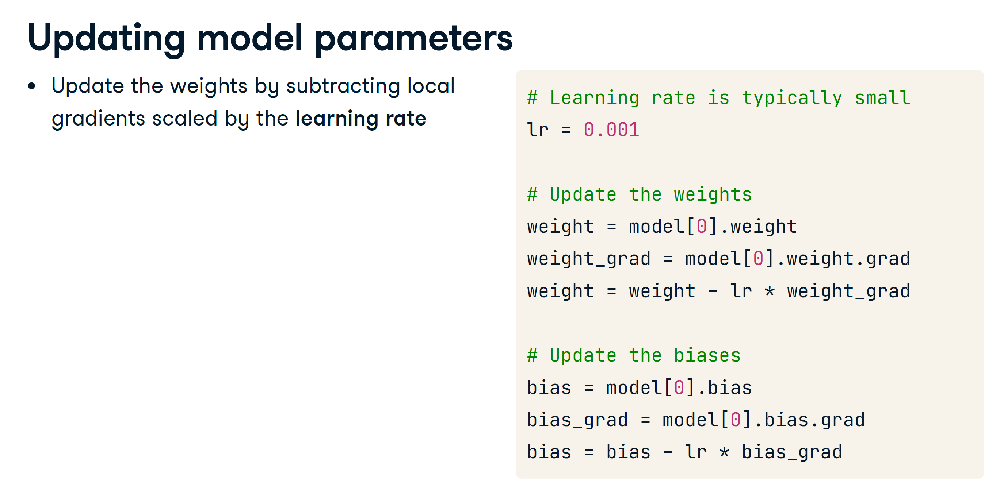 Updating model parameters
• Update the weights by subtracting local
gradients scaled by the learning rate
# Learning rate is typically small
lr = 0.001
# Update the weights
weight = model[0].weight
weight_grad = model[0].weight.grad
weight = weight - lr * weight_grad
# Update the biases
bias = model[0].bias
bias_grad = model[0].bias.grad
bias = bias - lr * bias_grad